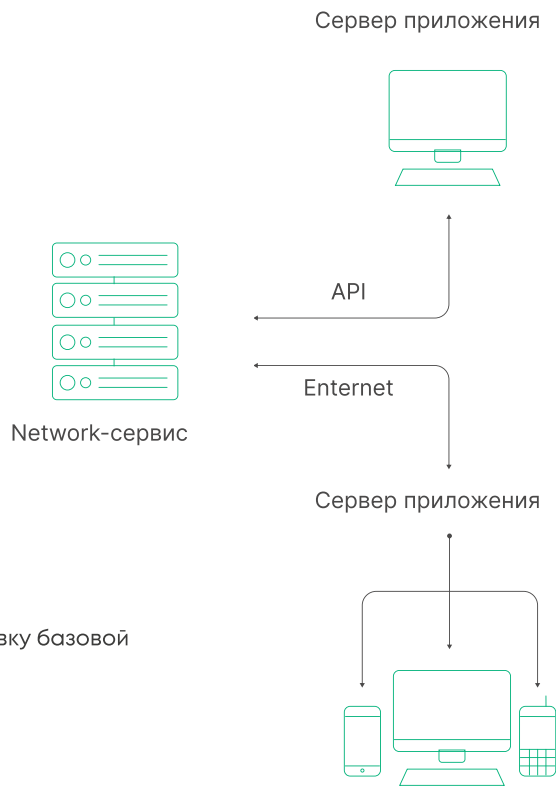 Сервер приложения
API
Enternet
Network-сервис
Сервер приложения
вку базовой